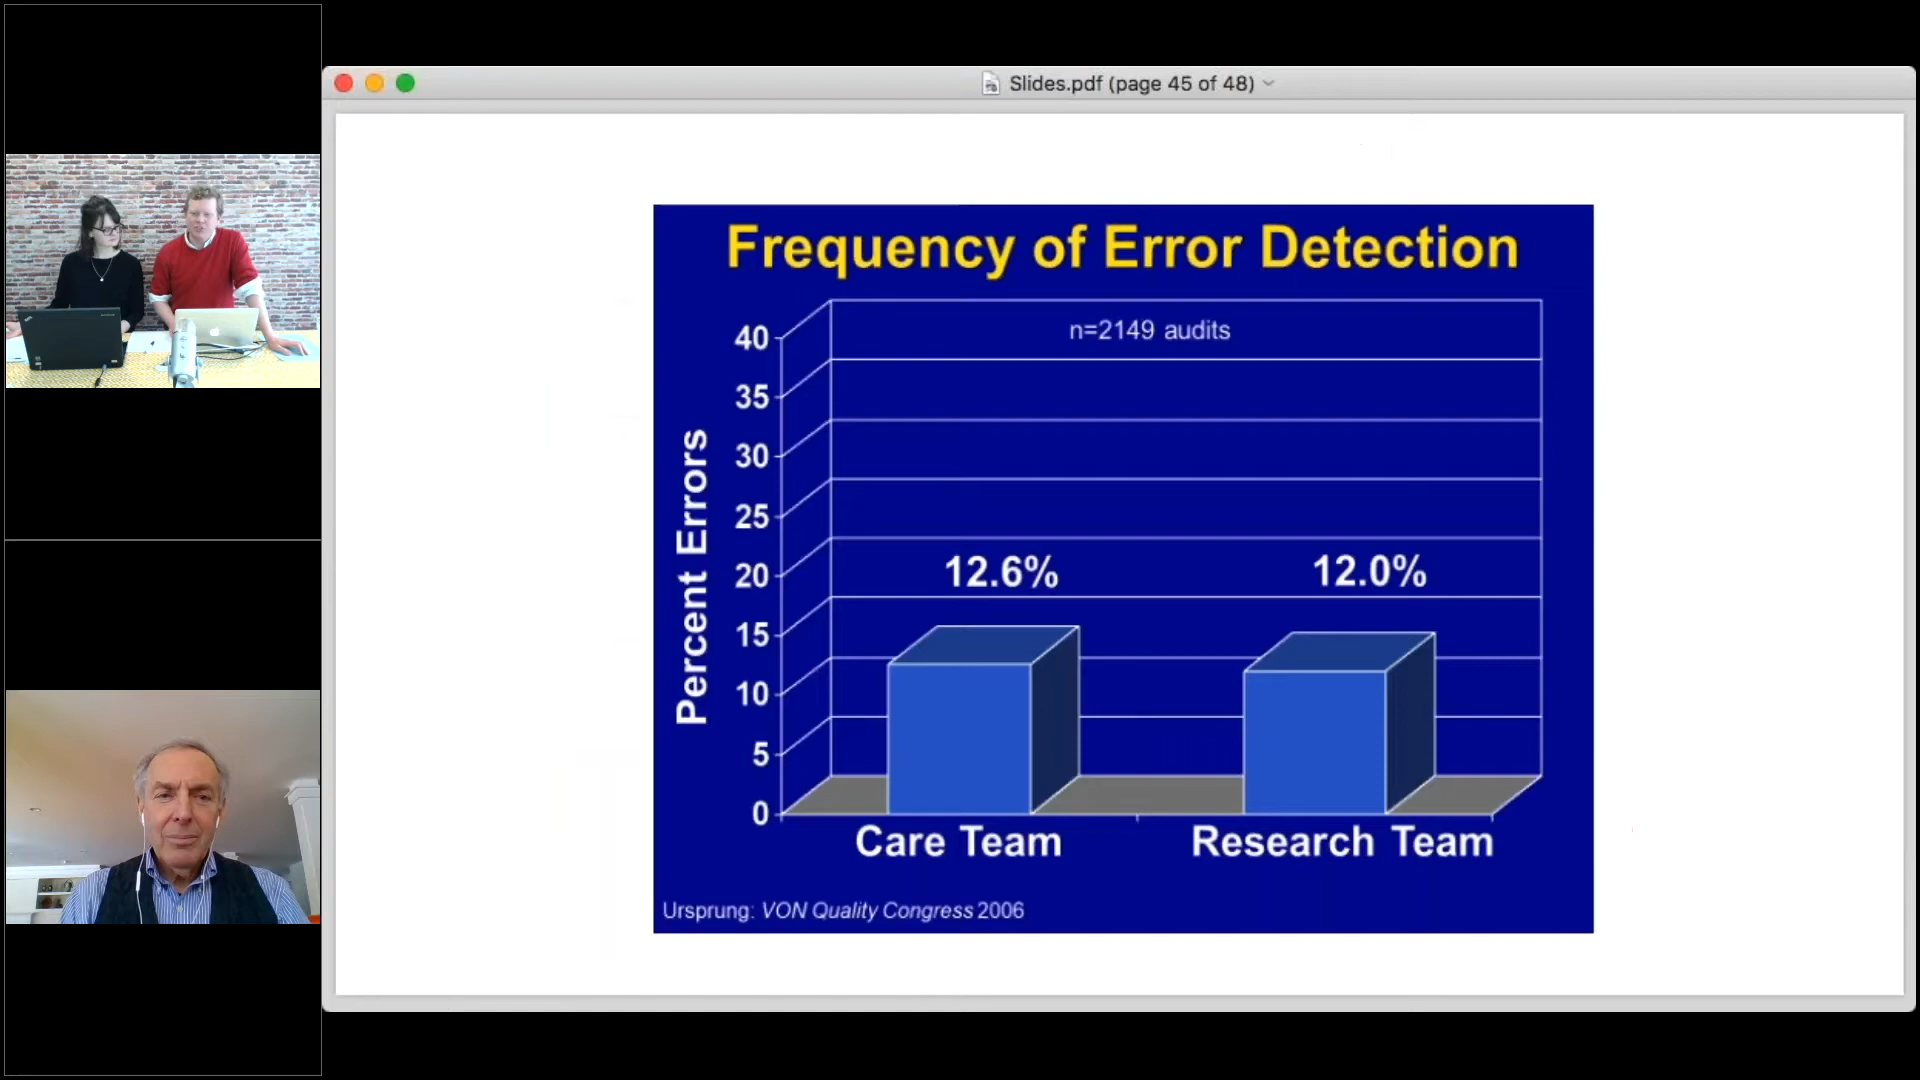 Slides.pdf (page 45 of 48)
Frequency of Error Detection
n=2149 audits
Percent Errors
40
35
30
25
20
15
10
5
0
12.6%
12.0%
Care Team
Research Team
Ursprung: VON Quality Congress 2006